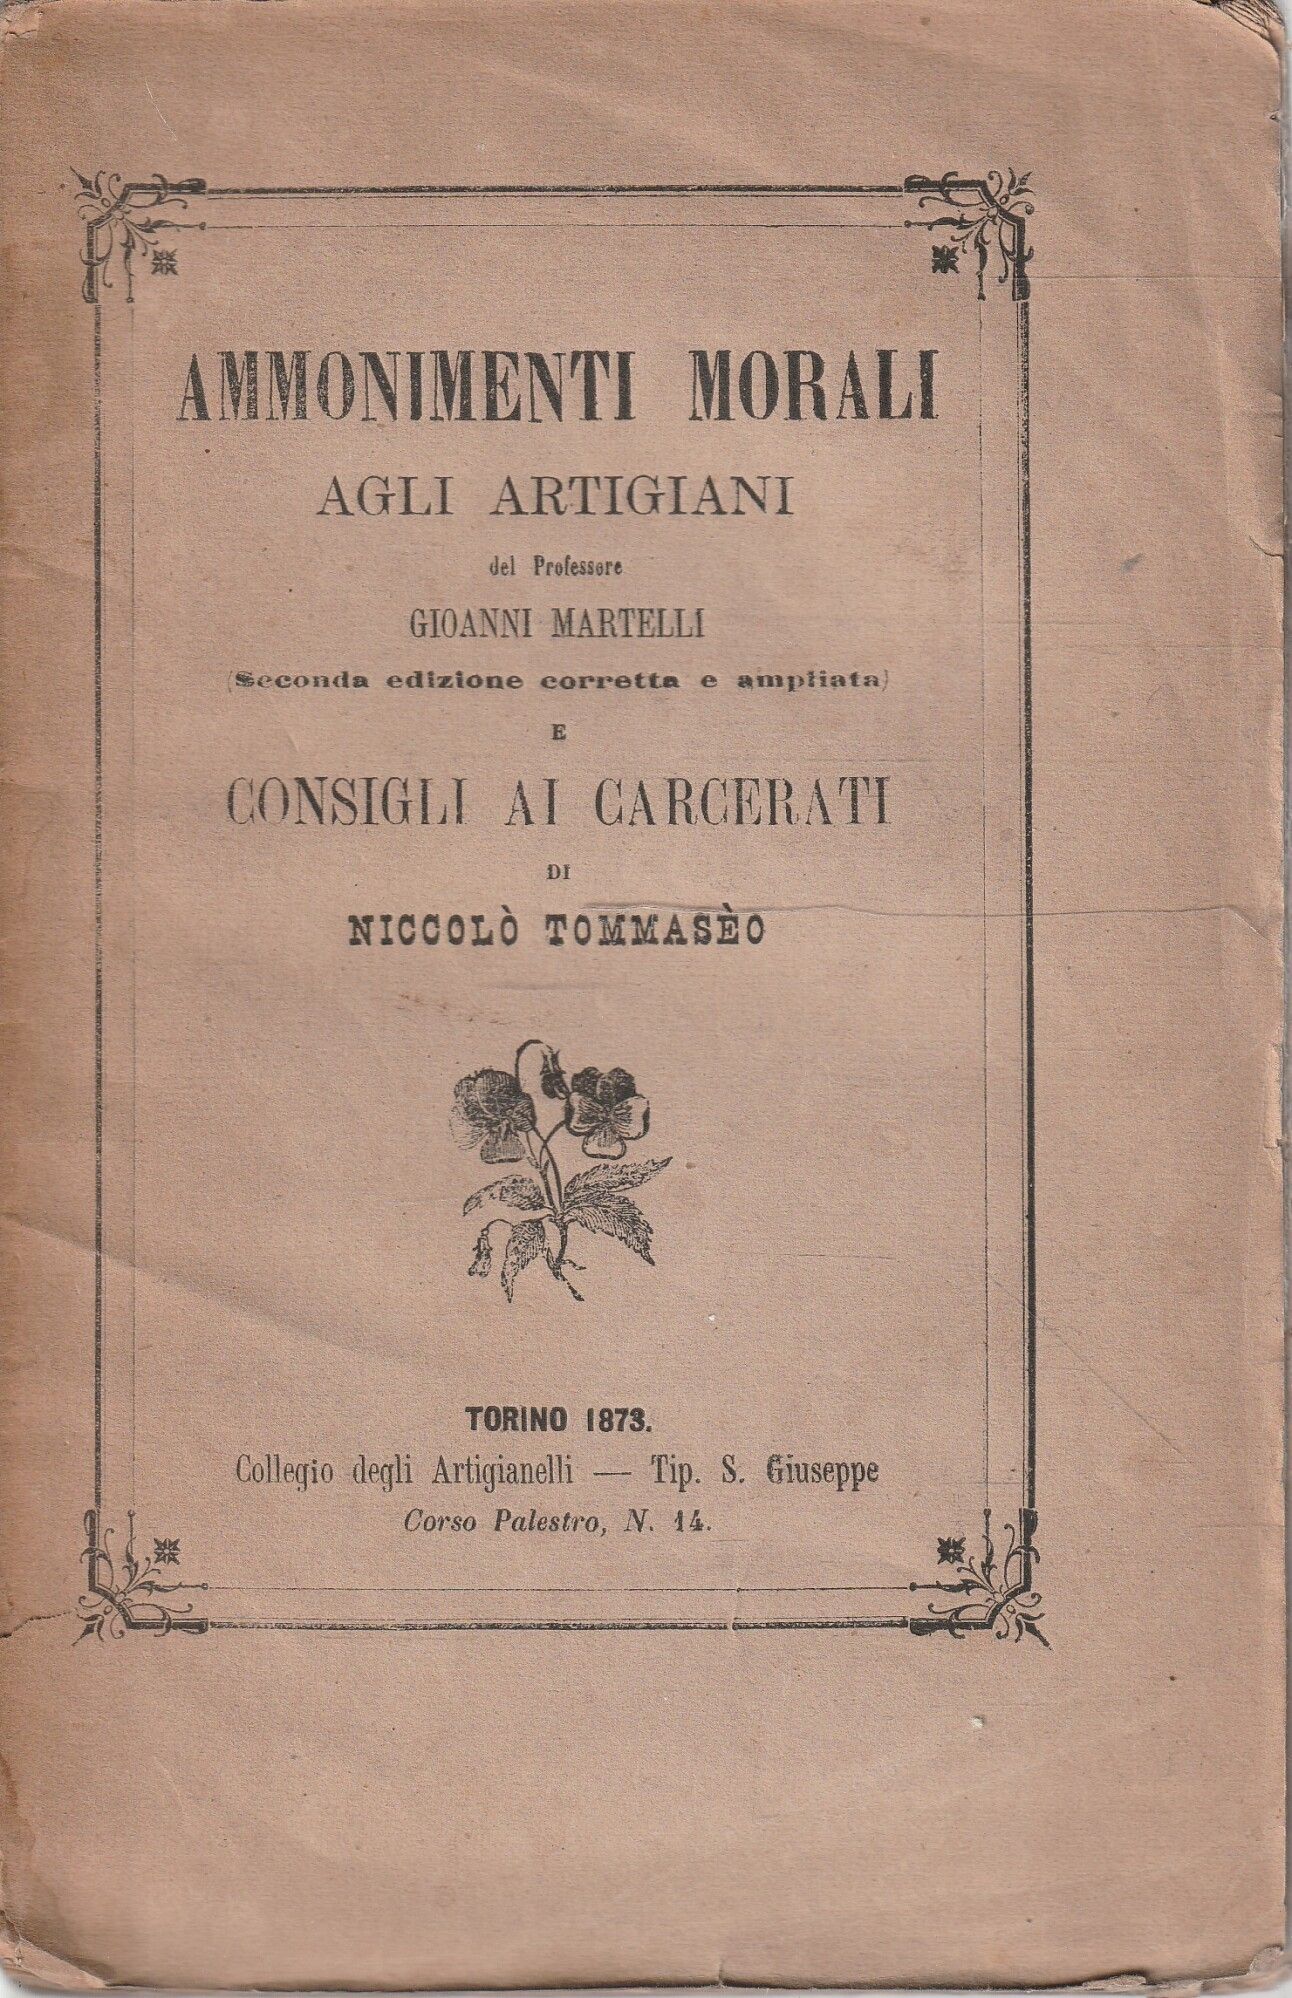 AMMONIMENTI MORALI
AGLI ARTIGIANI
del Professore
GIOANNI MARTELLI
(Seconda edizione corretta e ampliata)
E
CONSIGLI AI CARCERATI
DI
NICCOLÒ TOMMASÈO
TORINO 1873.
Collegio degli Artigianelli — Tip. S. Giuseppe
Corso Palestro, N. 14.